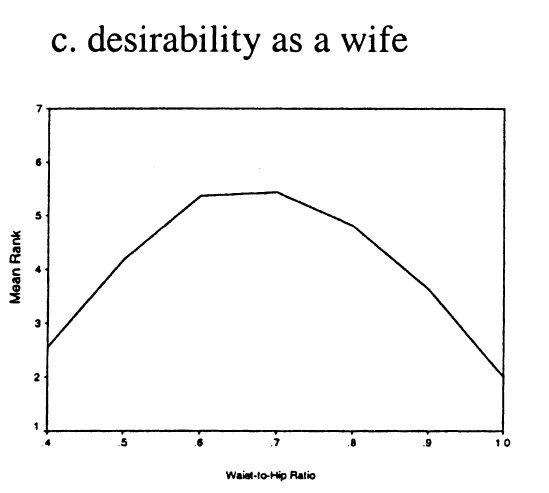 c. desirability as a wife
7
6
5
4
3
2
1
Mean Rank
.4 .5 .6 .7 .8 .9 1.0
Waist-to-Hip Ratio